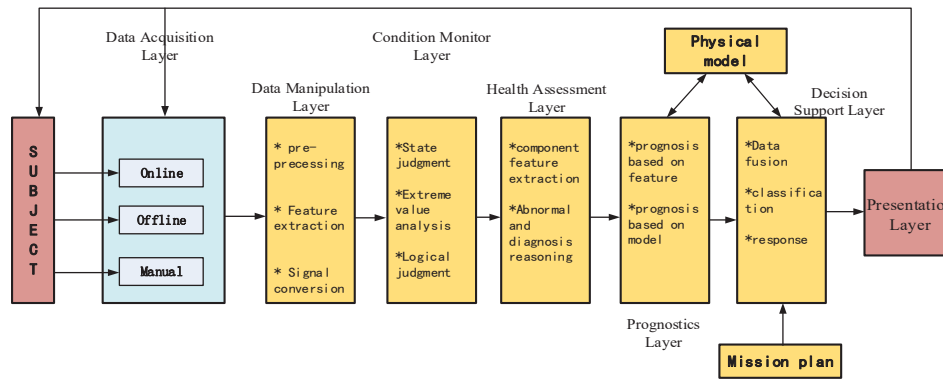 Data Acquisition
Layer
Condition Monitor
Layer
Physical
model
Data Manipulation
Layer
Health Assessment
Layer
Decision
Support Layer
SUBJECT
Online
Offline
Manual
* pre-
precessing
* Feature
extraction
* Signal
conversion
*State
judgment
*Extreme
value
analysis
*Logical
judgment
*component
feature
extraction
*Abnormal
and
diagnosis
reasoning
*prognosis
based on
feature
*prognosis
based on
model
*Data
fusion
*classifica
tion
*response
Presentation
Layer
Prognostics
Layer
Mission plan